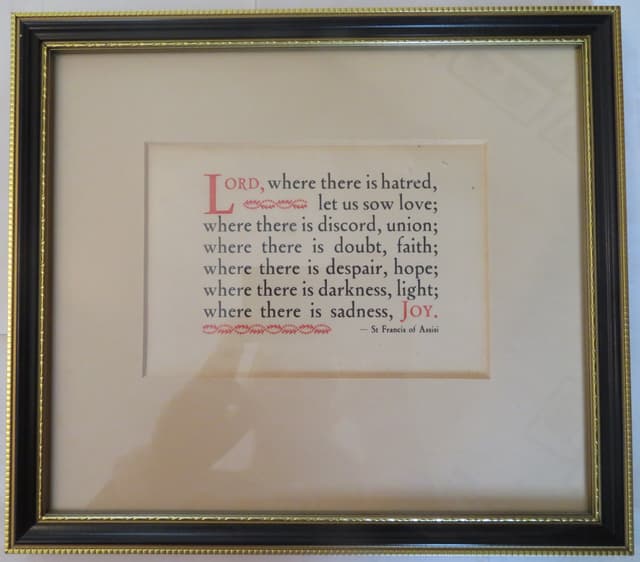 LORD, where there is hatred,
let us sow love;
where there is discord, union;
where there is doubt, faith;
where there is despair, hope;
where there is darkness, light;
where there is sadness, JOY.
— St Francis of Assisi